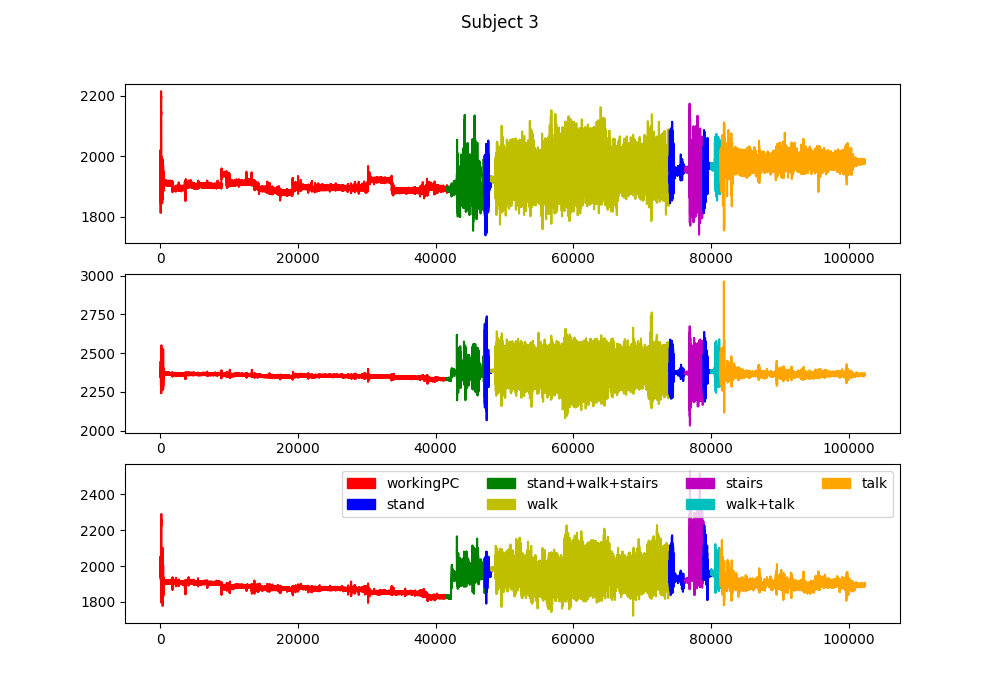 Subject 3
2200
2000
1800
0 20000 40000 60000 80000 100000
3000
2750
2500
2250
2000
0 20000 40000 60000 80000 100000
2400
2200
2000
1800
workingPC stand+walk+stairs stairs talk
stand walk walk+talk
0 20000 40000 60000 80000 100000